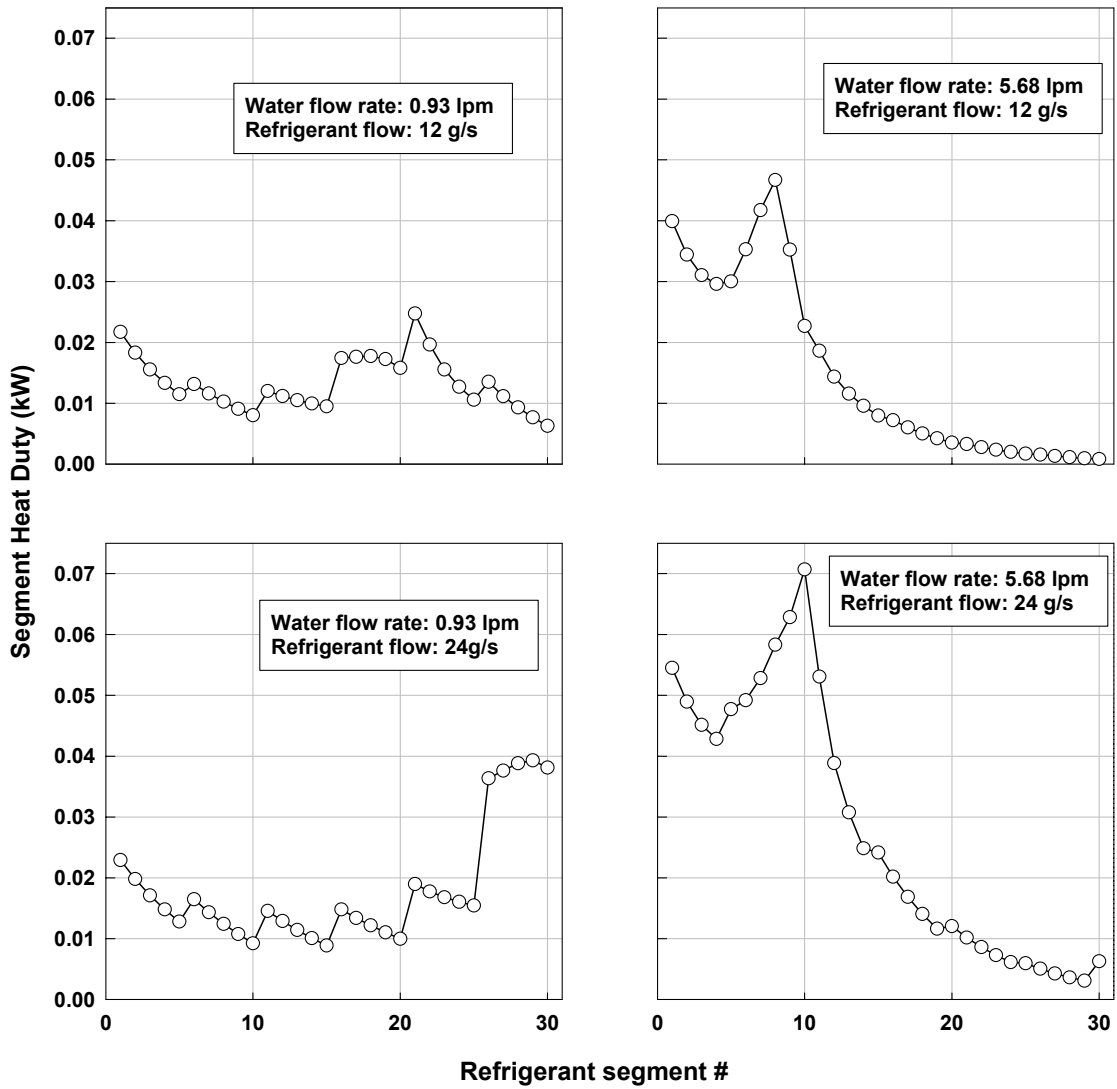 0.07
0.06
0.05
0.04
0.03
0.02
0.01
0.00
Water flow rate: 0.93 lpm
Refrigerant flow: 12 g/s
10
20
30
Water flow rate: 5.68 lpm
Refrigerant flow: 12 g/s
Segment Heat Duty (kW)
0.07
0.06
0.05
0.04
0.03
0.02
0.01
0.00
Water flow rate: 0.93 lpm
Refrigerant flow: 24g/s
0 10 20 30
Water flow rate: 5.68 lpm
Refrigerant flow: 24 g/s
0 10 20 30
Refrigerant segment #